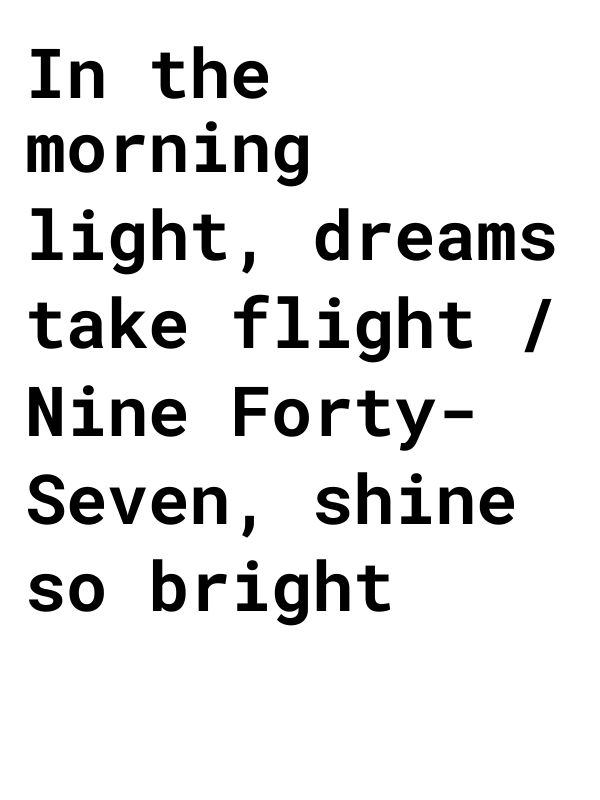 In the
morning
light, dreams
take flight /
Nine Forty-
Seven, shine
so bright